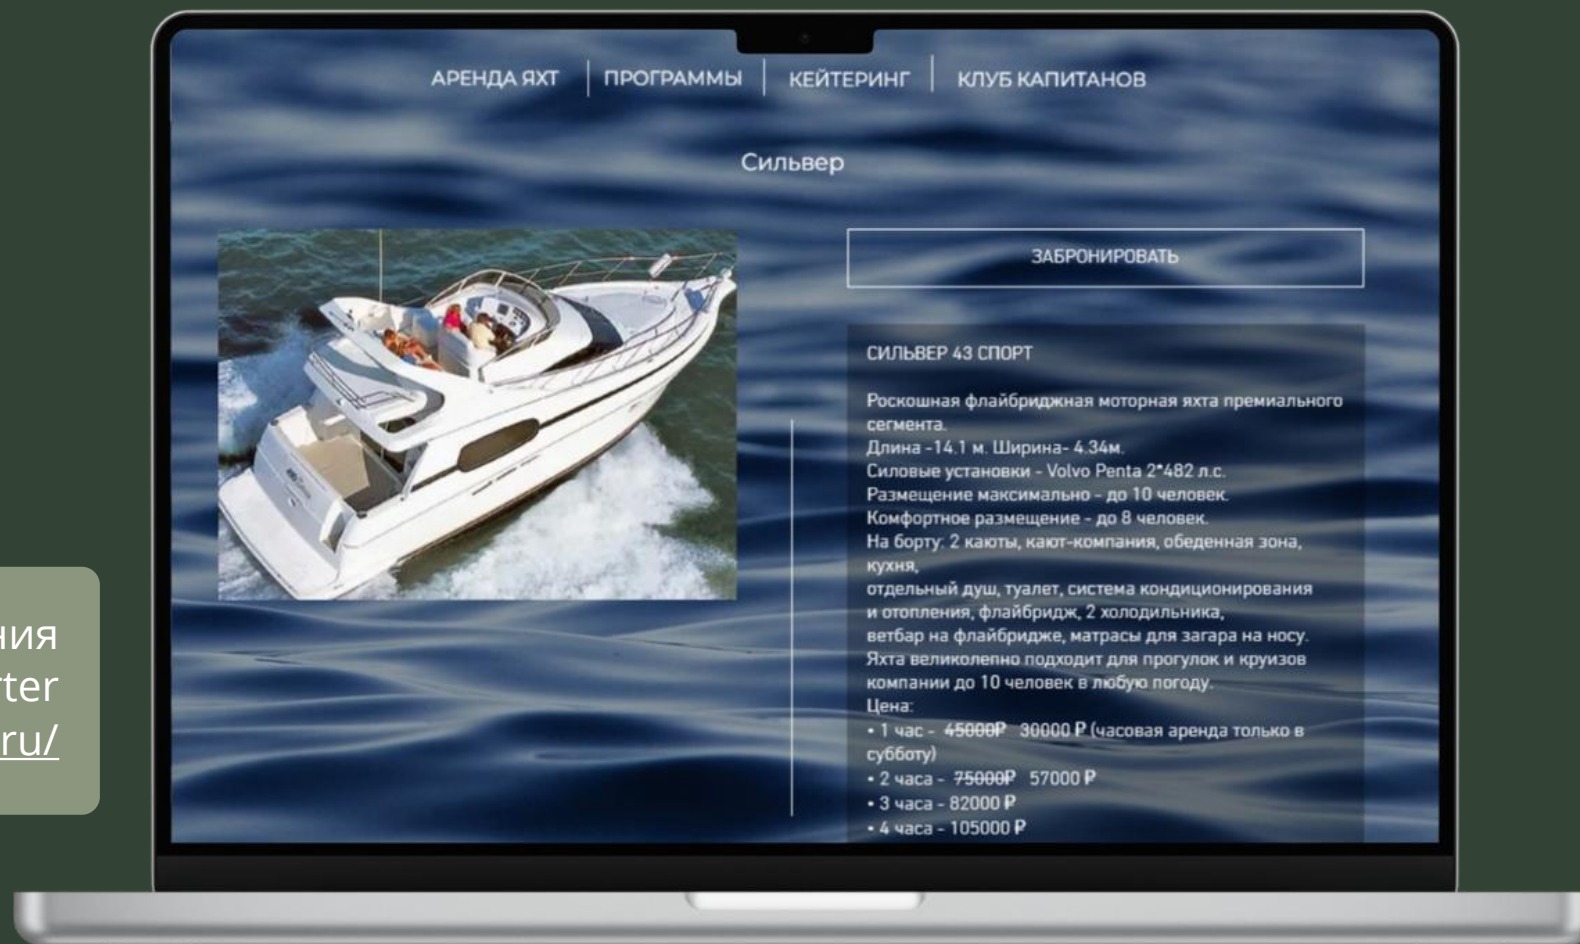 АРЕНДА ЯХТ
ПРОГРАММЫ
КЕЙТЕРИНГ
КЛУБ КАПИТАНОВ
Сильвер
ЗАБРОНИРОВАТЬ
СИЛЬВЕР 43 СПОРТ
Роскошная флайбриджная моторная яхта премиального
сегмента.
Длина -14.1 м. Ширина- 4.34м.
Силовые установки - Volvo Penta 2*482 л.с.
Размещение максимально - до 10 человек.
Комфортное размещение - до 8 человек.
На борту: 2 каюты, кают-компания, обеденная зона,
кухня,
отдельный душ, туалет, система кондиционирования
и отопления, флайбридж, 2 холодильника,
ветбар на флайбридже, матрасы для загара на носу.
Яхта великолепно подходит для прогулок и круизов
компании до 10 человек в любую погоду.
Цена:
• 1 час - 45000₽ 30000 ₽ (часовая аренда только в
субботу)
• 2 часа - 75000₽ 57000 ₽
• 3 часа - 82000 ₽
• 4 часа - 105000 ₽
ru/